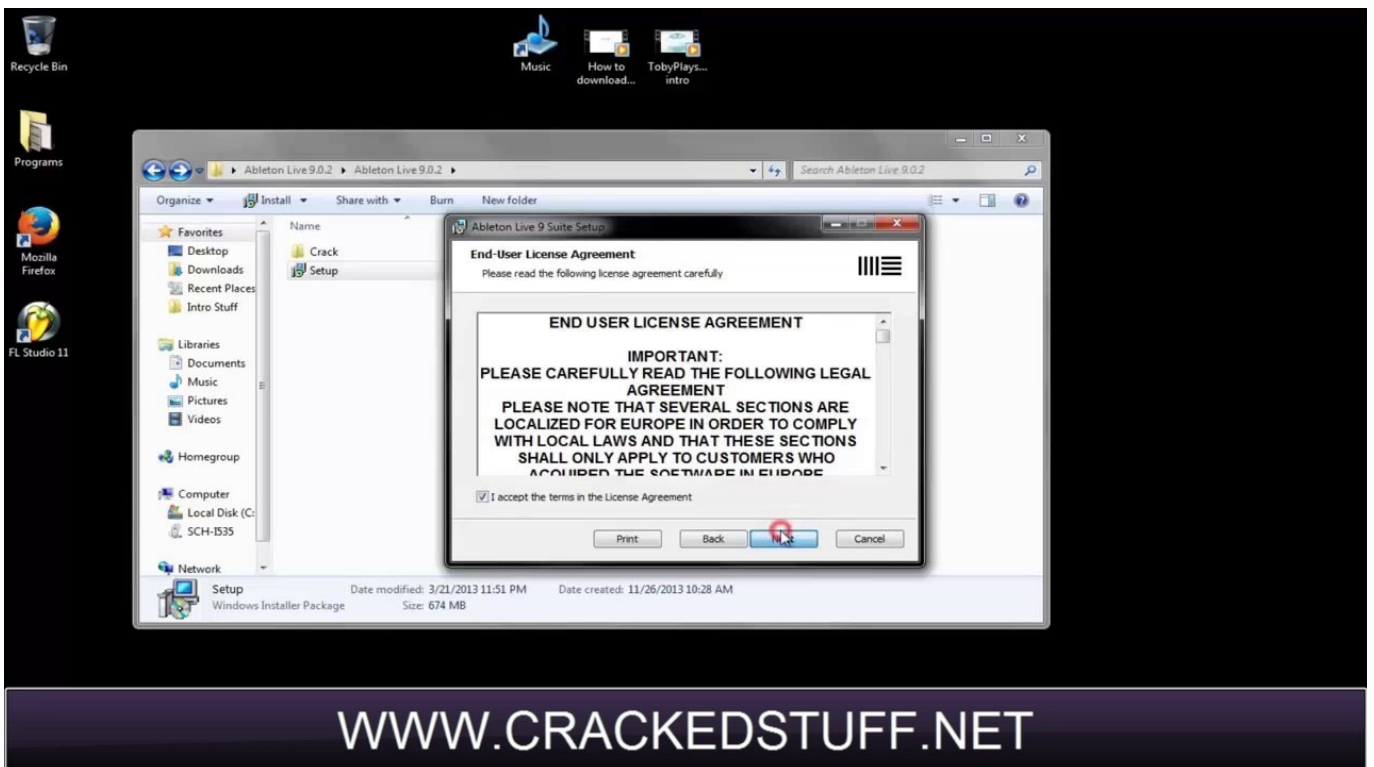 Recycle Bin
Music
How to
download...
TobyPlays...
intro
Programs
Mozilla
Firefox
FL Studio 11
Ableton Live 9.0.2 ▸ Ableton Live 9.0.2
Search Ableton Live 9.0.2
Organize
Install
Share with
Burn
New folder
Favorites
Desktop
Downloads
Recent Places
Intro Stuff
Libraries
Documents
Music
Pictures
Videos
Homegroup
Computer
Local Disk (C:
SCH-I535
Network
Name
Crack
Setup
Ableton Live 9 Suite Setup
End-User License Agreement
Please read the following license agreement carefully
END USER LICENSE AGREEMENT
IMPORTANT:
PLEASE CAREFULLY READ THE FOLLOWING LEGAL
AGREEMENT
PLEASE NOTE THAT SEVERAL SECTIONS ARE
LOCALIZED FOR EUROPE IN ORDER TO COMPLY
WITH LOCAL LAWS AND THAT THESE SECTIONS
SHALL ONLY APPLY TO CUSTOMERS WHO
ACQUIRED THE SOFTWARE IN EUROPE
I accept the terms in the License Agreement
Print
Back
Cancel
Setup
Windows Installer Package
Date modified: 3/21/2013 11:51 PM
Size: 674 MB
Date created: 11/26/2013 10:28 AM
WWW.CRACKEDSTUFF.NET